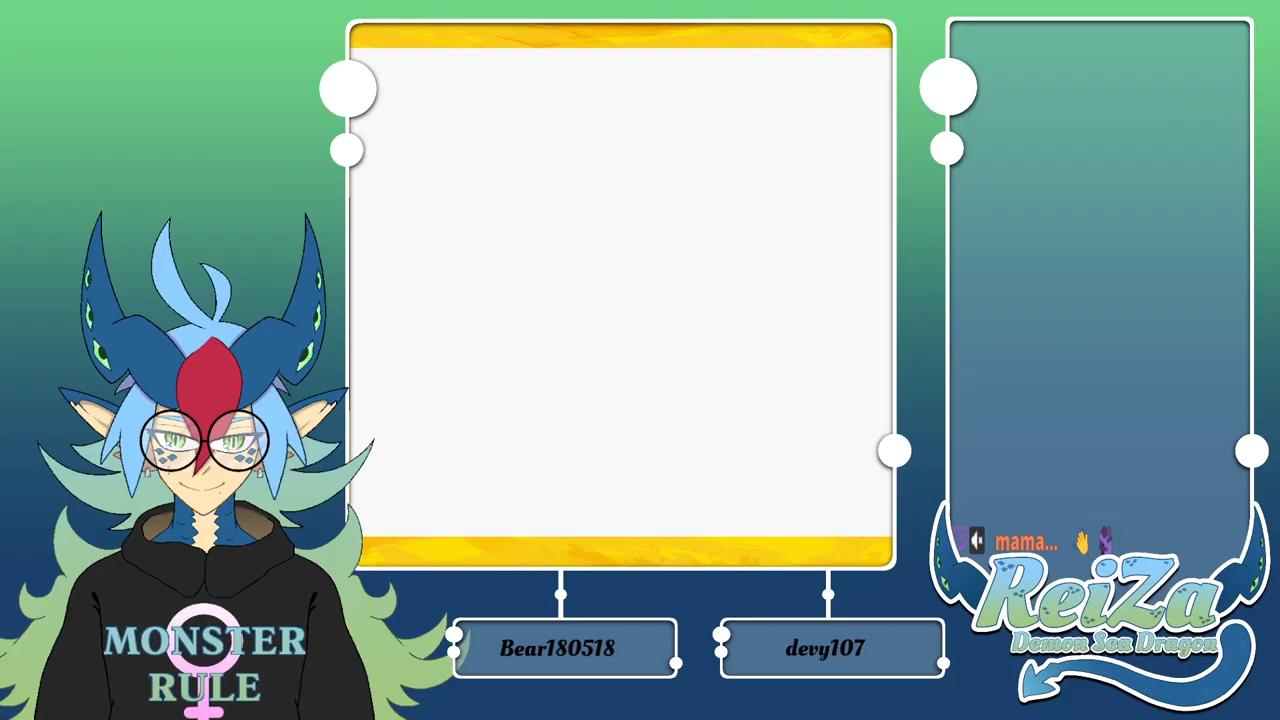 mama...
ReiZa
Demon Sea Dragon
MONSTER
RULE
Bear180518
devy107